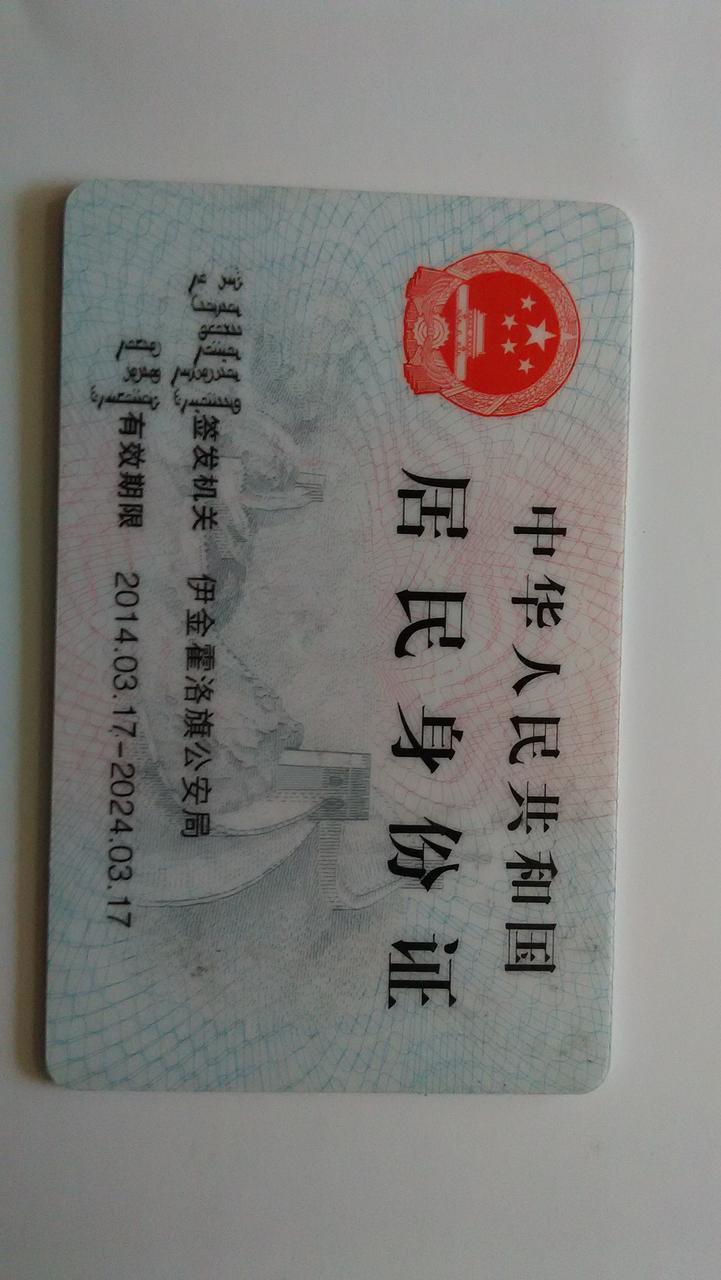 中华人民共和国
居民身份证
签发机关 伊金霍洛旗公安局
有效期限 2014.03.17-2024.03.17